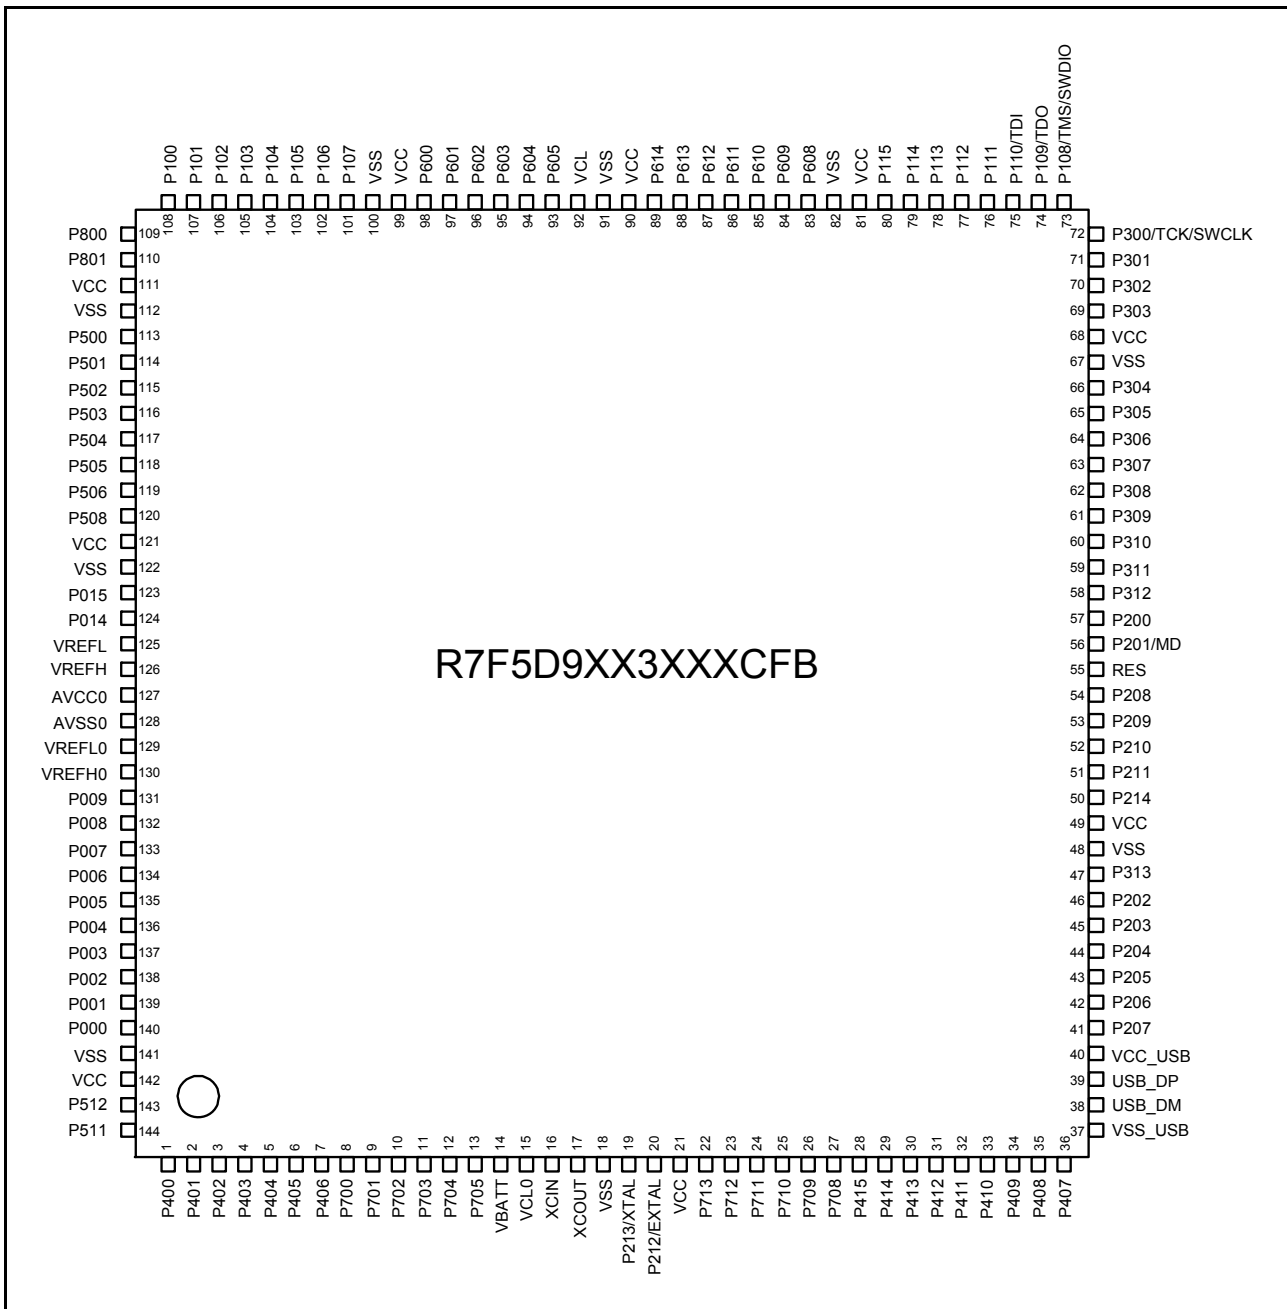 P100
P101
P102
P103
P104
P105
P106
P107
VSS
VCC
P600
P601
P602
P603
P604
P605
VCL
VSS
VCC
P614
P613
P612
P611
P610
P609
P608
VSS
VCC
P115
P114
P113
P112
P111
P110/TDI
P109/TDO
P108/TMS/SWDIO
108
107
106
105
104
103
102
101
100
99
98
97
96
95
94
93
92
91
90
89
88
87
86
85
84
83
82
81
80
79
78
77
76
75
74
73
P800 109
P801 110
VCC 111
VSS 112
P500 113
P501 114
P502 115
P503 116
P504 117
P505 118
P506 119
P508 120
VCC 121
VSS 122
P015 123
P014 124
VREFL 125
VREFH 126
AVCC0 127
AVSS0 128
VREFL0 129
VREFH0 130
P009 131
P008 132
P007 133
P006 134
P005 135
P004 136
P003 137
P002 138
P001 139
P000 140
VSS 141
VCC 142
P512 143
P511 144
R7F5D9XX3XXXCFB
72 P300/TCK/SWCLK
71 P301
70 P302
69 P303
68 VCC
67 VSS
66 P304
65 P305
64 P306
63 P307
62 P308
61 P309
60 P310
59 P311
58 P312
57 P200
56 P201/MD
55 RES
54 P208
53 P209
52 P210
51 P211
50 P214
49 VCC
48 VSS
47 P313
46 P202
45 P203
44 P204
43 P205
42 P206
41 P207
40 VCC_USB
39 USB_DP
38 USB_DM
37 VSS_USB
1
2
3
4
5
6
7
8
9
10
11
12
13
14
15
16
17
18
19
20
21
22
23
24
25
26
27
28
29
30
31
32
33
34
35
36
P400
P401
P402
P403
P404
P405
P406
P700
P701
P702
P703
P704
P705
VBATT
VCL0
XCIN
XCOUT
VSS
P213/XTAL
P212/EXTAL
VCC
P713
P712
P711
P710
P709
P708
P415
P414
P413
P412
P411
P410
P409
P408
P407